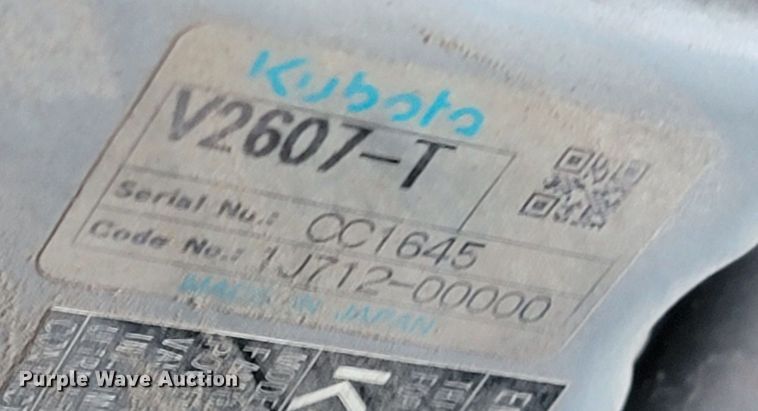 Kubota
V2607-T
Serial No.: CC1645
Code No.: 1J712-00000
MADE IN JAPAN
Purple Wave Auction